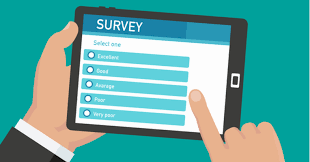 SURVEY
Select one
Excellent
Good
Average
Poor
Very poor